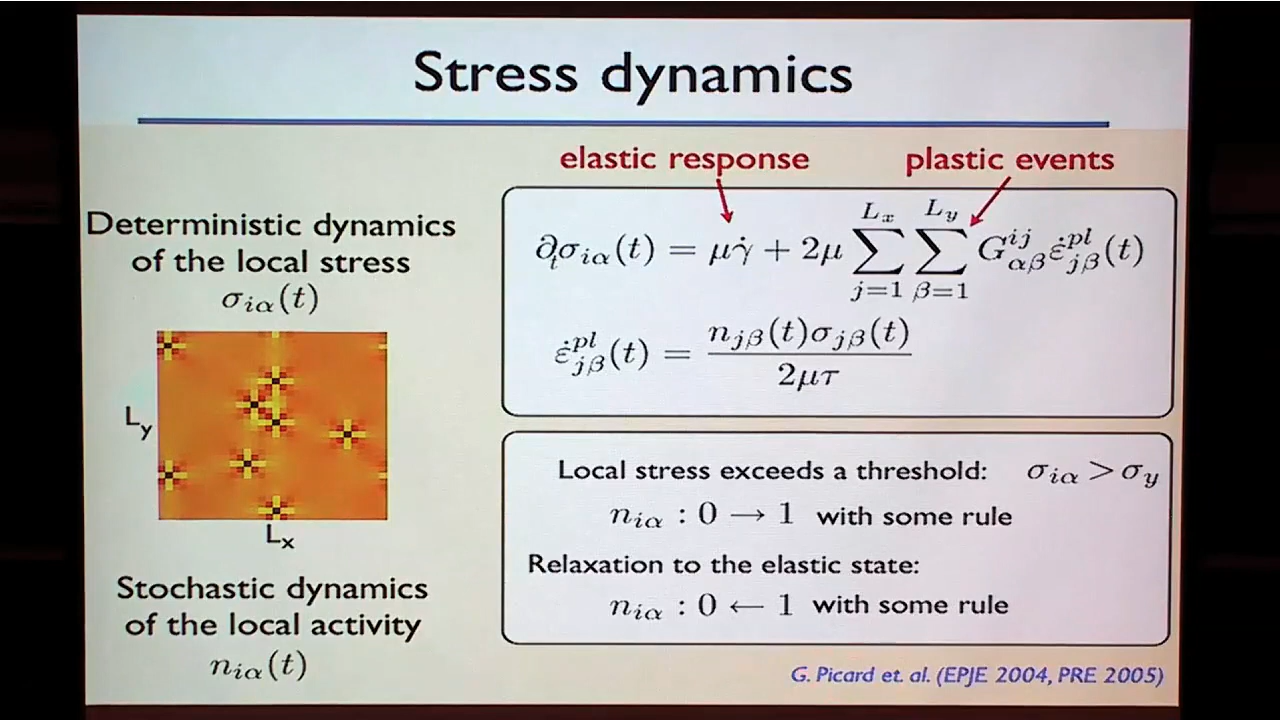 Stress dynamics
elastic response plastic events
Deterministic dynamics
of the local stress
σ_{iα}(t)
L_y
L_x
Stochastic dynamics
of the local activity
n_{iα}(t)
∂_t σ_{iα}(t) = μγ̇ + 2μ ∑_{j=1}^{L_x} ∑_{β=1}^{L_y} G^{ij}_{αβ} ε̇^{pl}_{jβ}(t)
ε̇^{pl}_{jβ}(t) = n_{jβ}(t)σ_{jβ}(t) / 2μτ
Local stress exceeds a threshold: σ_{iα} > σ_y
n_{iα} : 0 → 1 with some rule
Relaxation to the elastic state:
n_{iα} : 0 ← 1 with some rule
G. Picard et. al. (EPJE 2004, PRE 2005)